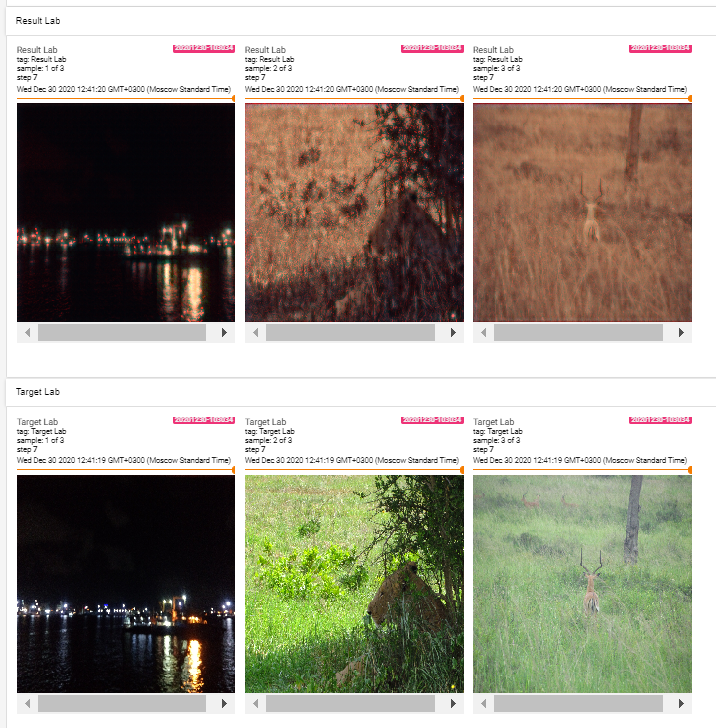 Result Lab
Result Lab
20201230-103034
tag: Result Lab
sample: 1 of 3
step 7
Wed Dec 30 2020 12:41:20 GMT+0300 (Moscow Standard Time)
Result Lab
20201230-103034
tag: Result Lab
sample: 2 of 3
step 7
Wed Dec 30 2020 12:41:20 GMT+0300 (Moscow Standard Time)
Result Lab
20201230-103034
tag: Result Lab
sample: 3 of 3
step 7
Wed Dec 30 2020 12:41:20 GMT+0300 (Moscow Standard Time)
Target Lab
Target Lab
20201230-103034
tag: Target Lab
sample: 1 of 3
step 7
Wed Dec 30 2020 12:41:19 GMT+0300 (Moscow Standard Time)
Target Lab
20201230-103034
tag: Target Lab
sample: 2 of 3
step 7
Wed Dec 30 2020 12:41:19 GMT+0300 (Moscow Standard Time)
Target Lab
20201230-103034
tag: Target Lab
sample: 3 of 3
step 7
Wed Dec 30 2020 12:41:19 GMT+0300 (Moscow Standard Time)